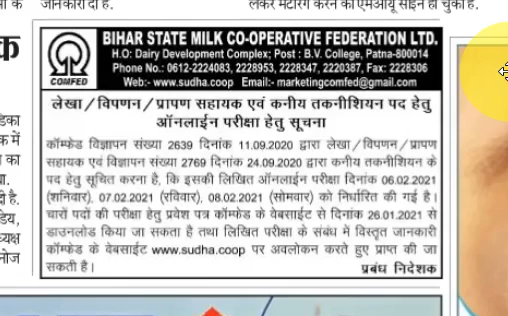 जानकारी दी है.
लेकर मैटेरिंग करने का एमओयू साईन हो चुका है.
BIHAR STATE MILK CO-OPERATIVE FEDERATION LTD.
H.O: Dairy Development Complex; Post : B.V. College, Patna-800014
Phone No.: 0612-2224083, 2228953, 2228347, 2220387, Fax: 2228306
Web:- www.sudha.coop Email:- marketingcomfed@gmail.com
COMFED
लेखा/विपणन/प्रापण सहायक एवं कनीय तकनीशियन पद हेतु
ऑनलाईन परीक्षा हेतु सूचना
कॉम्फेड विज्ञापन संख्या 2639 दिनांक 11.09.2020 द्वारा लेखा/विपणन/प्रापण
सहायक एवं विज्ञापन संख्या 2769 दिनांक 24.09.2020 द्वारा कनीय तकनीशियन के
पद हेतु सूचित करना है, कि इसकी लिखित ऑनलाईन परीक्षा दिनांक 06.02.2021
(शनिवार), 07.02.2021 (रविवार), 08.02.2021 (सोमवार) को निर्धारित की गई है।
चारों पदों की परीक्षा हेतु प्रवेश पत्र कॉम्फेड के वेबसाईट से दिनांक 26.01.2021 से
डाउनलोड किया जा सकता है तथा लिखित परीक्षा के संबंध में विस्तृत जानकारी
कॉम्फेड के वेबसाईट www.sudha.coop पर अवलोकन करते हुए प्राप्त की जा
सकती है।
प्रबंध निदेशक